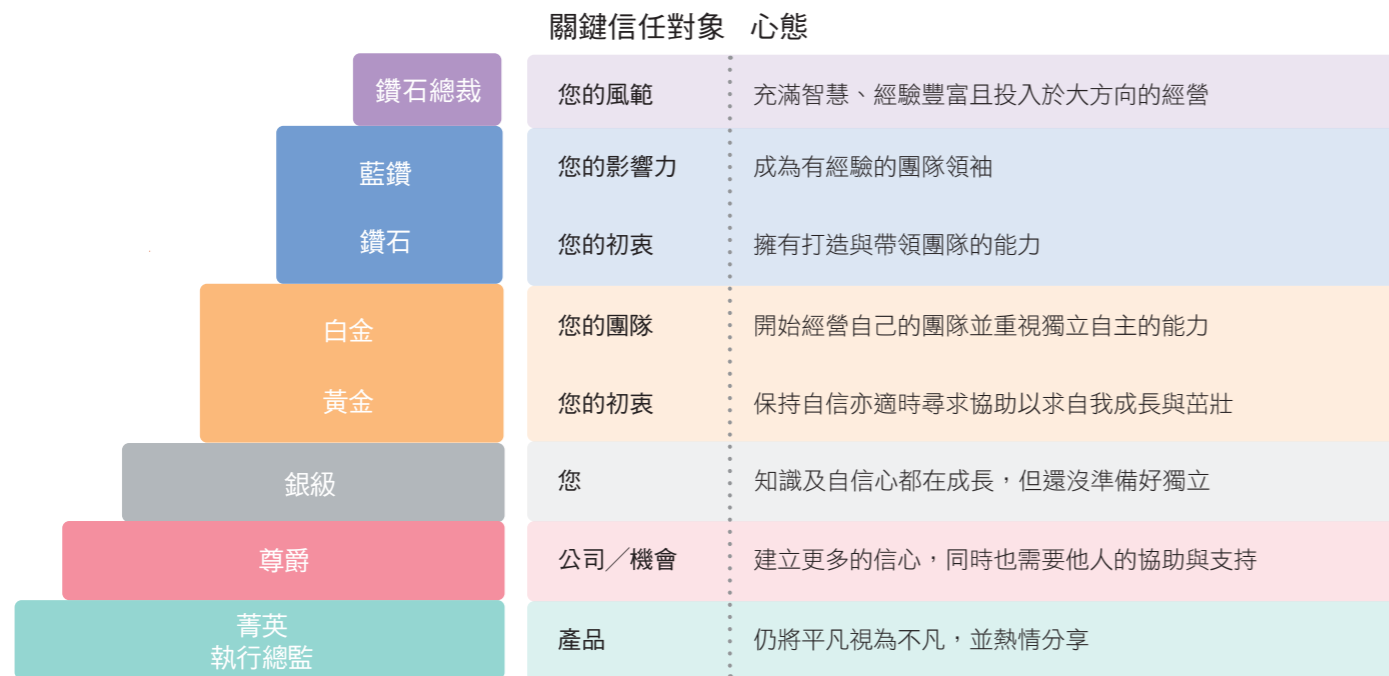 關鍵信任對象 心態
鑽石總裁 您的風範 充滿智慧、經驗豐富且投入於大方向的經營
藍鑽 您的影響力 成為有經驗的團隊領袖
鑽石 您的初衷 擁有打造與帶領團隊的能力
白金 您的團隊 開始經營自己的團隊並重視獨立自主的能力
黃金 您的初衷 保持自信亦適時尋求協助以求自我成長與茁壯
銀級 您 知識及自信心都在成長，但還沒準備好獨立
尊爵 公司／機會 建立更多的信心，同時也需要他人的協助與支持
菁英
執行總監 產品 仍將平凡視為不凡，並熱情分享